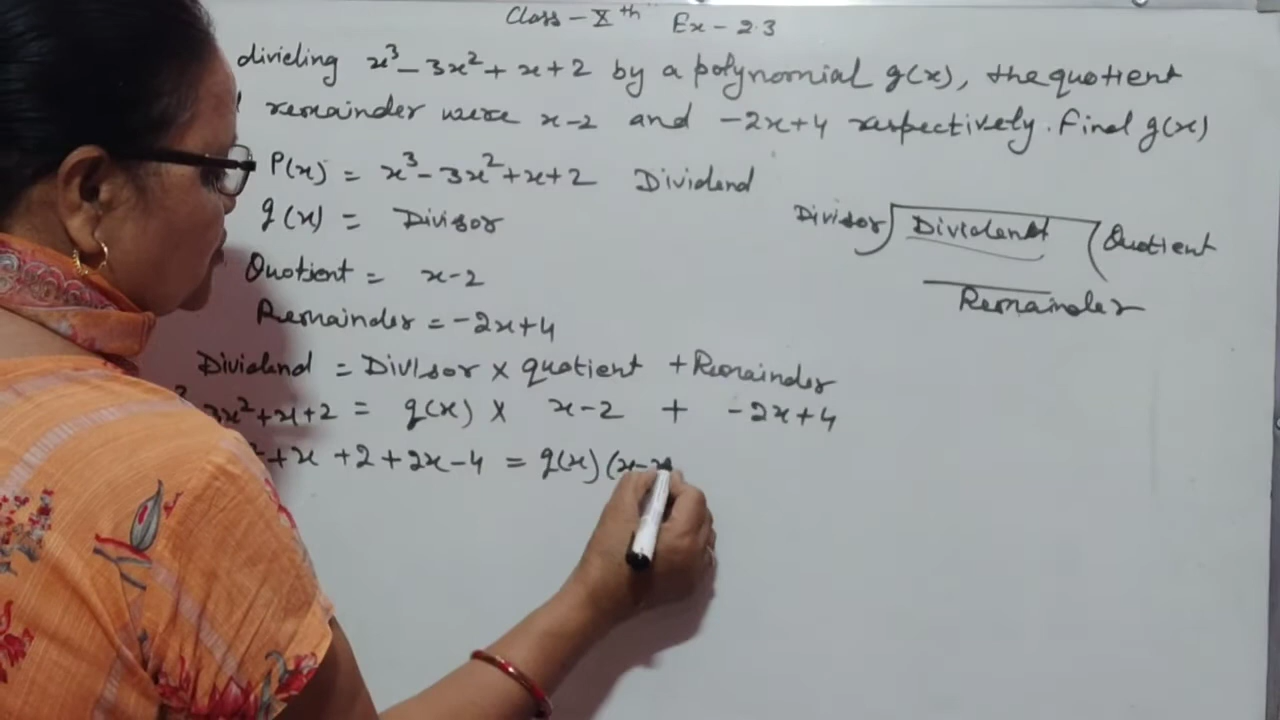 Class - Xth Ex - 2.3
dividing x³ - 3x² + x + 2 by a polynomial g(x), the quotient
remainder were x-2 and -2x+4 respectively. Find g(x)
P(x) = x³ - 3x² + x + 2 Dividend
g(x) = Divisor
Divisor Dividend Quotient
Quotient = x-2
Remainder = -2x+4
Remainder
Dividend = Divisor × quotient + Remainder
3x² + x + 2 = g(x) × x-2 + -2x+4
+ x + 2 + 2x - 4 = g(x) (x-2